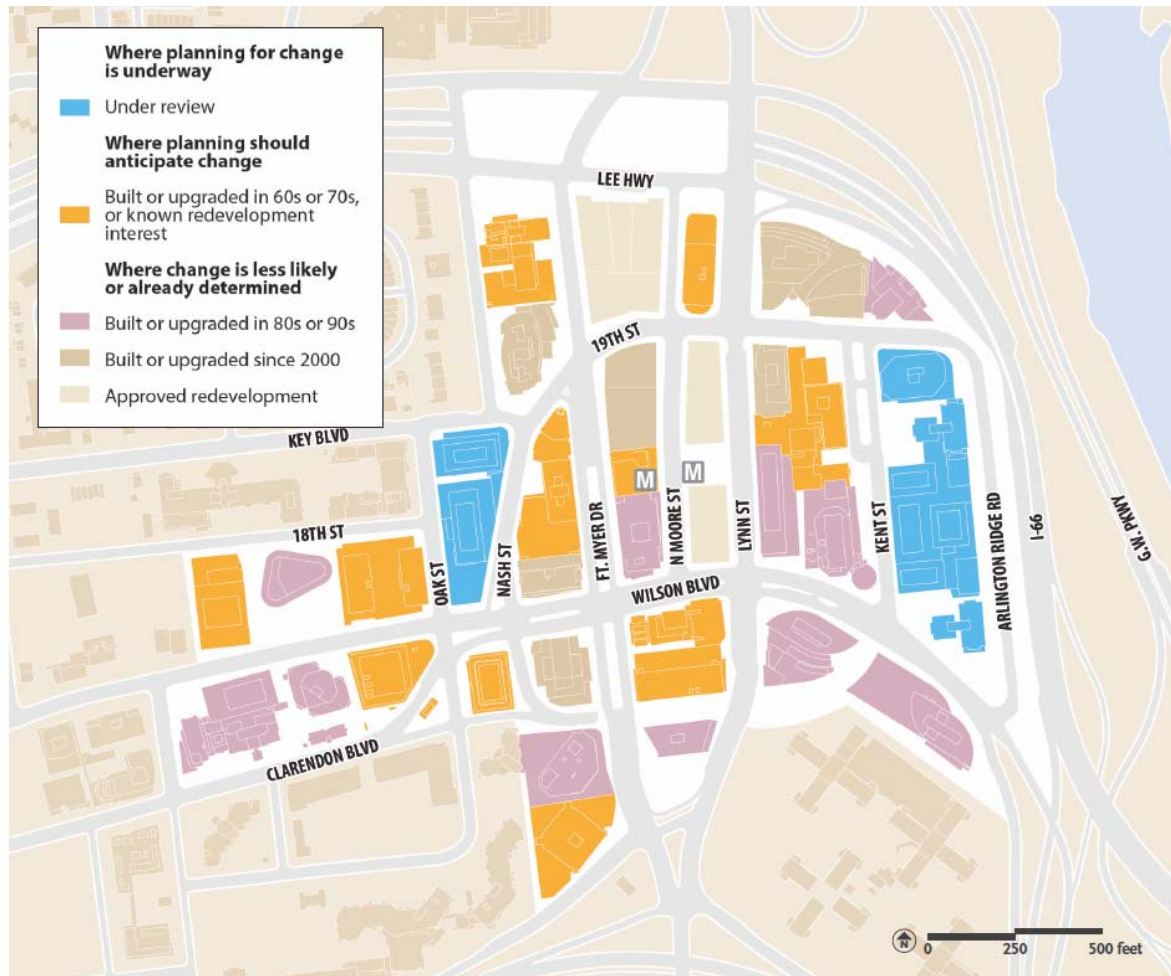 Where planning for change
is underway
Under review
Where planning should
anticipate change
Built or upgraded in 60s or 70s,
or known redevelopment
interest
Where change is less likely
or already determined
Built or upgraded in 80s or 90s
Built or upgraded since 2000
Approved redevelopment
LEE HWY
19TH ST
KEY BLVD
18TH ST
OAK ST
NASH ST
FT. MYER DR
M
M
N MOORE ST
LYNN ST
KENT ST
ARLINGTON RIDGE RD
I-66
G.W. PKWY
WILSON BLVD
CLARENDON BLVD
N
0 250 500 feet